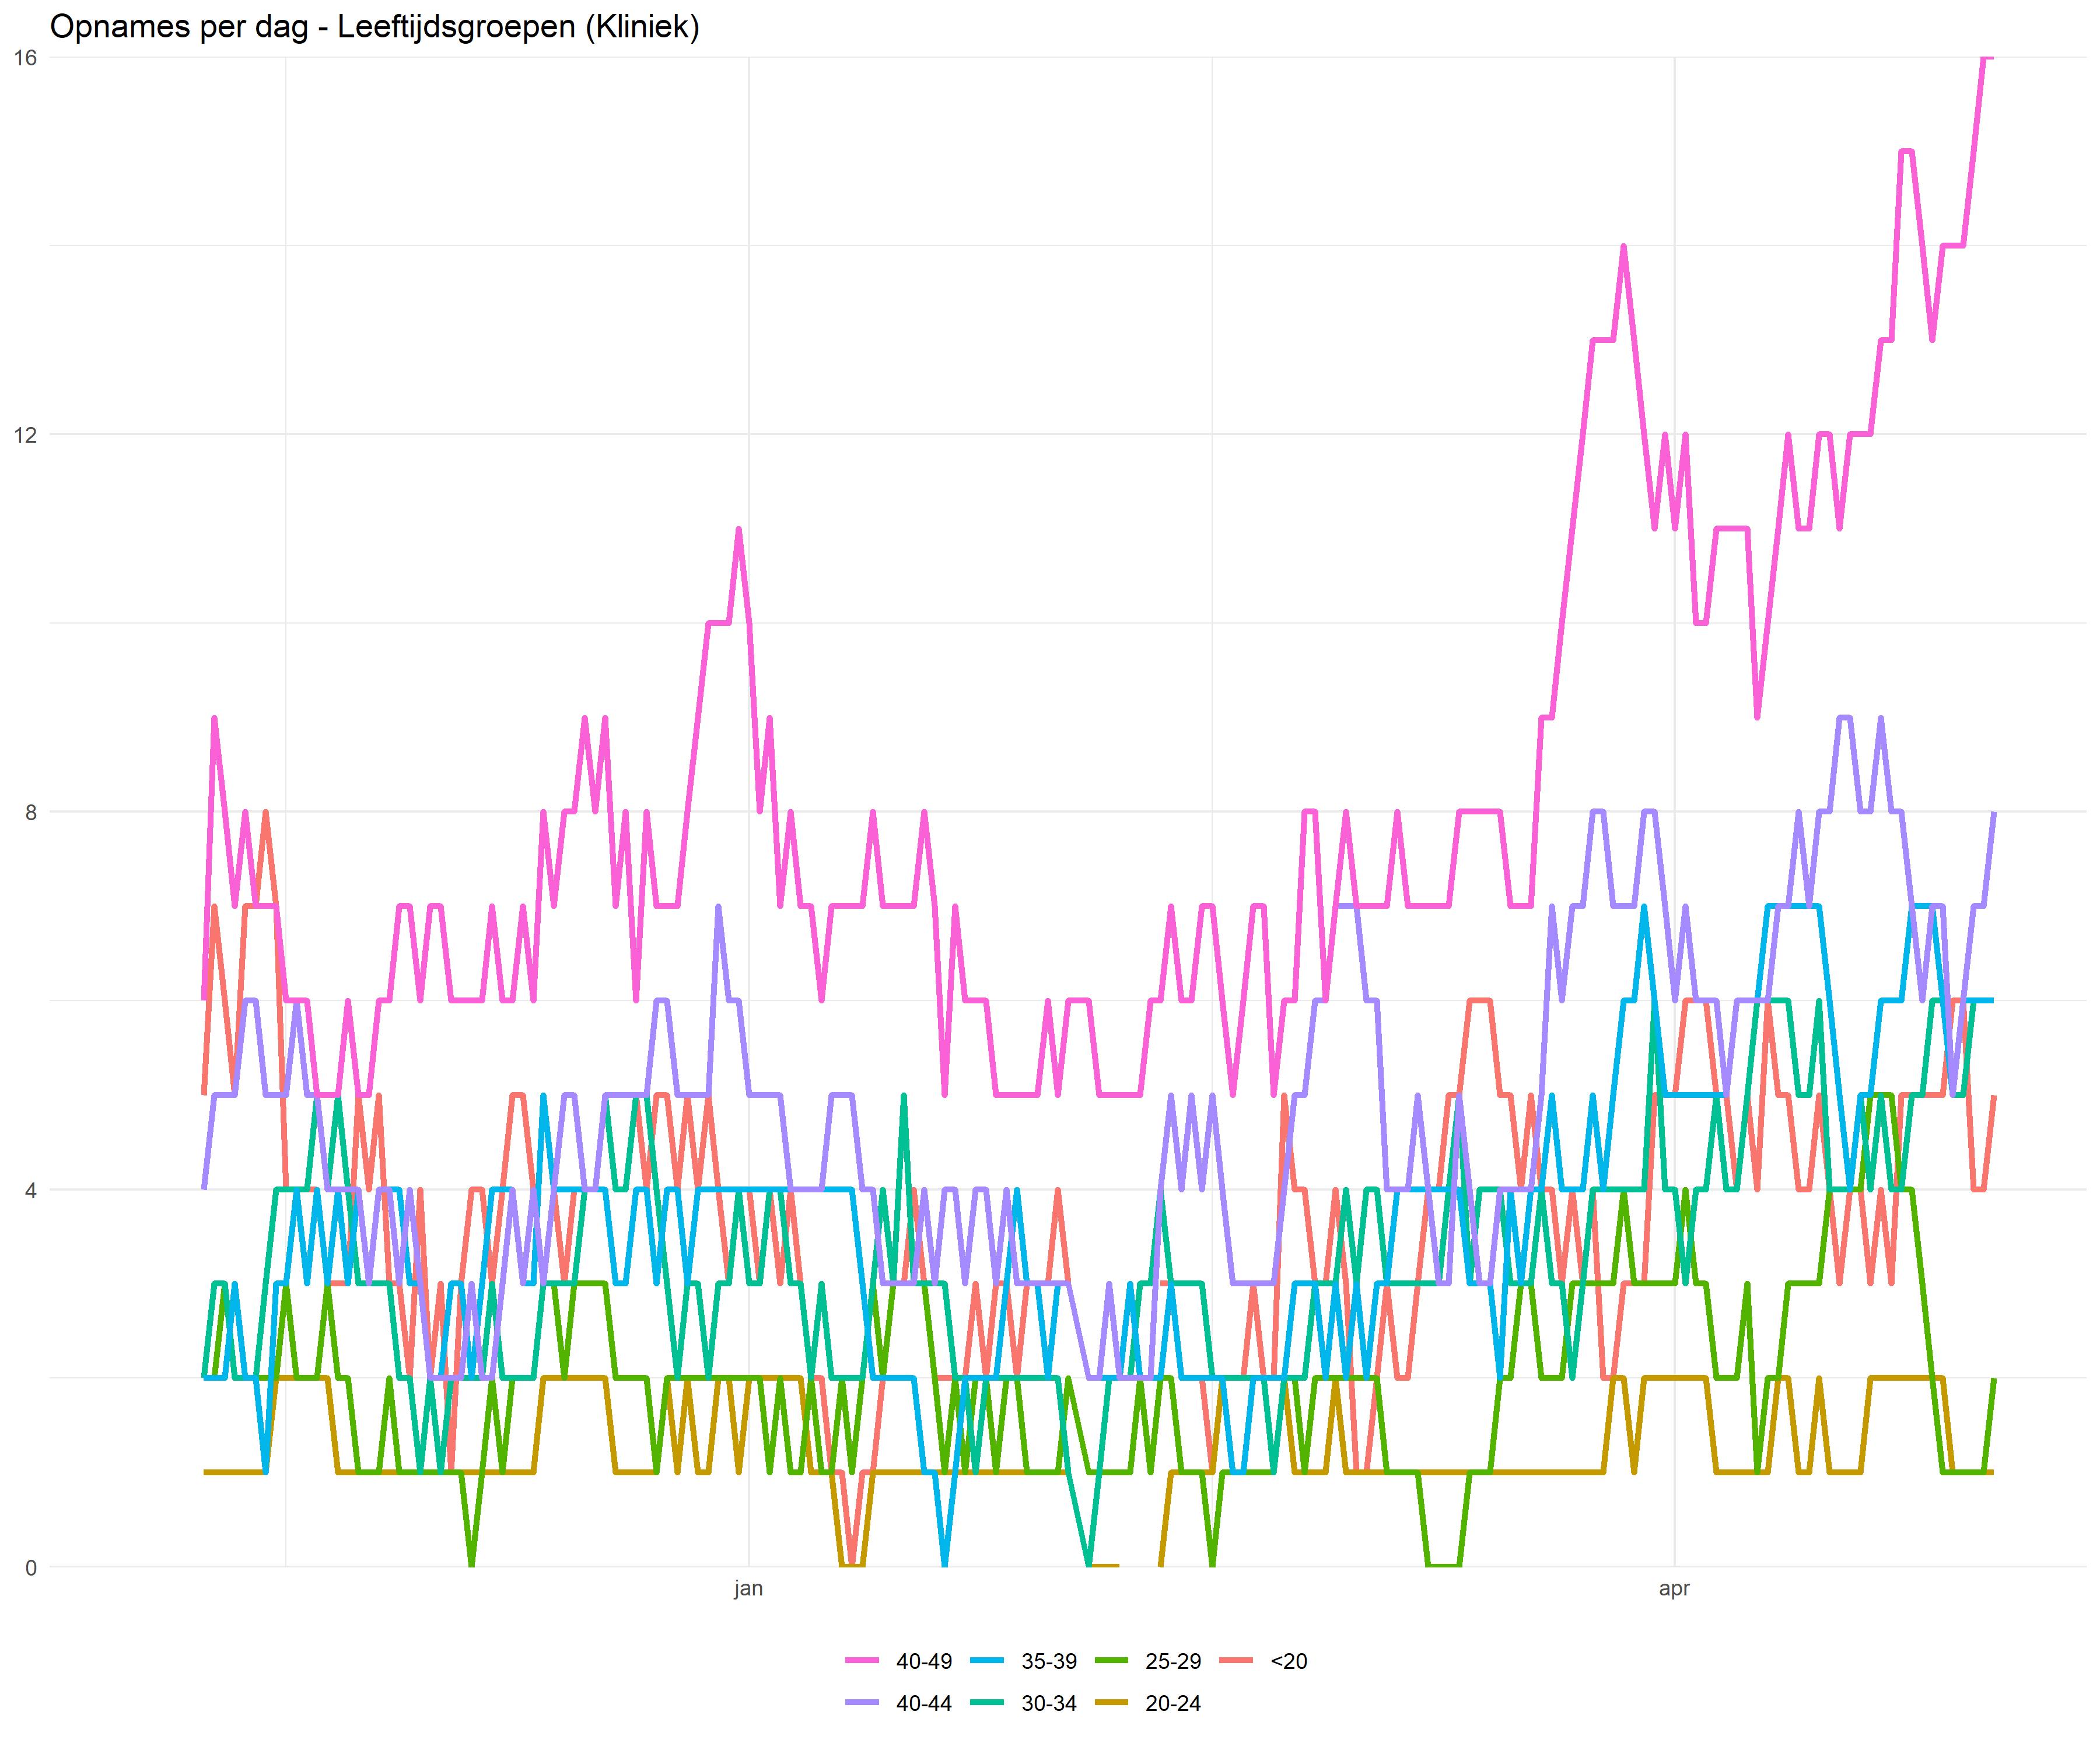 Opnames per dag - Leeftijdsgroepen (Kliniek)
16
12
8
4
0
jan apr
40-49 35-39 25-29 <20
40-44 30-34 20-24